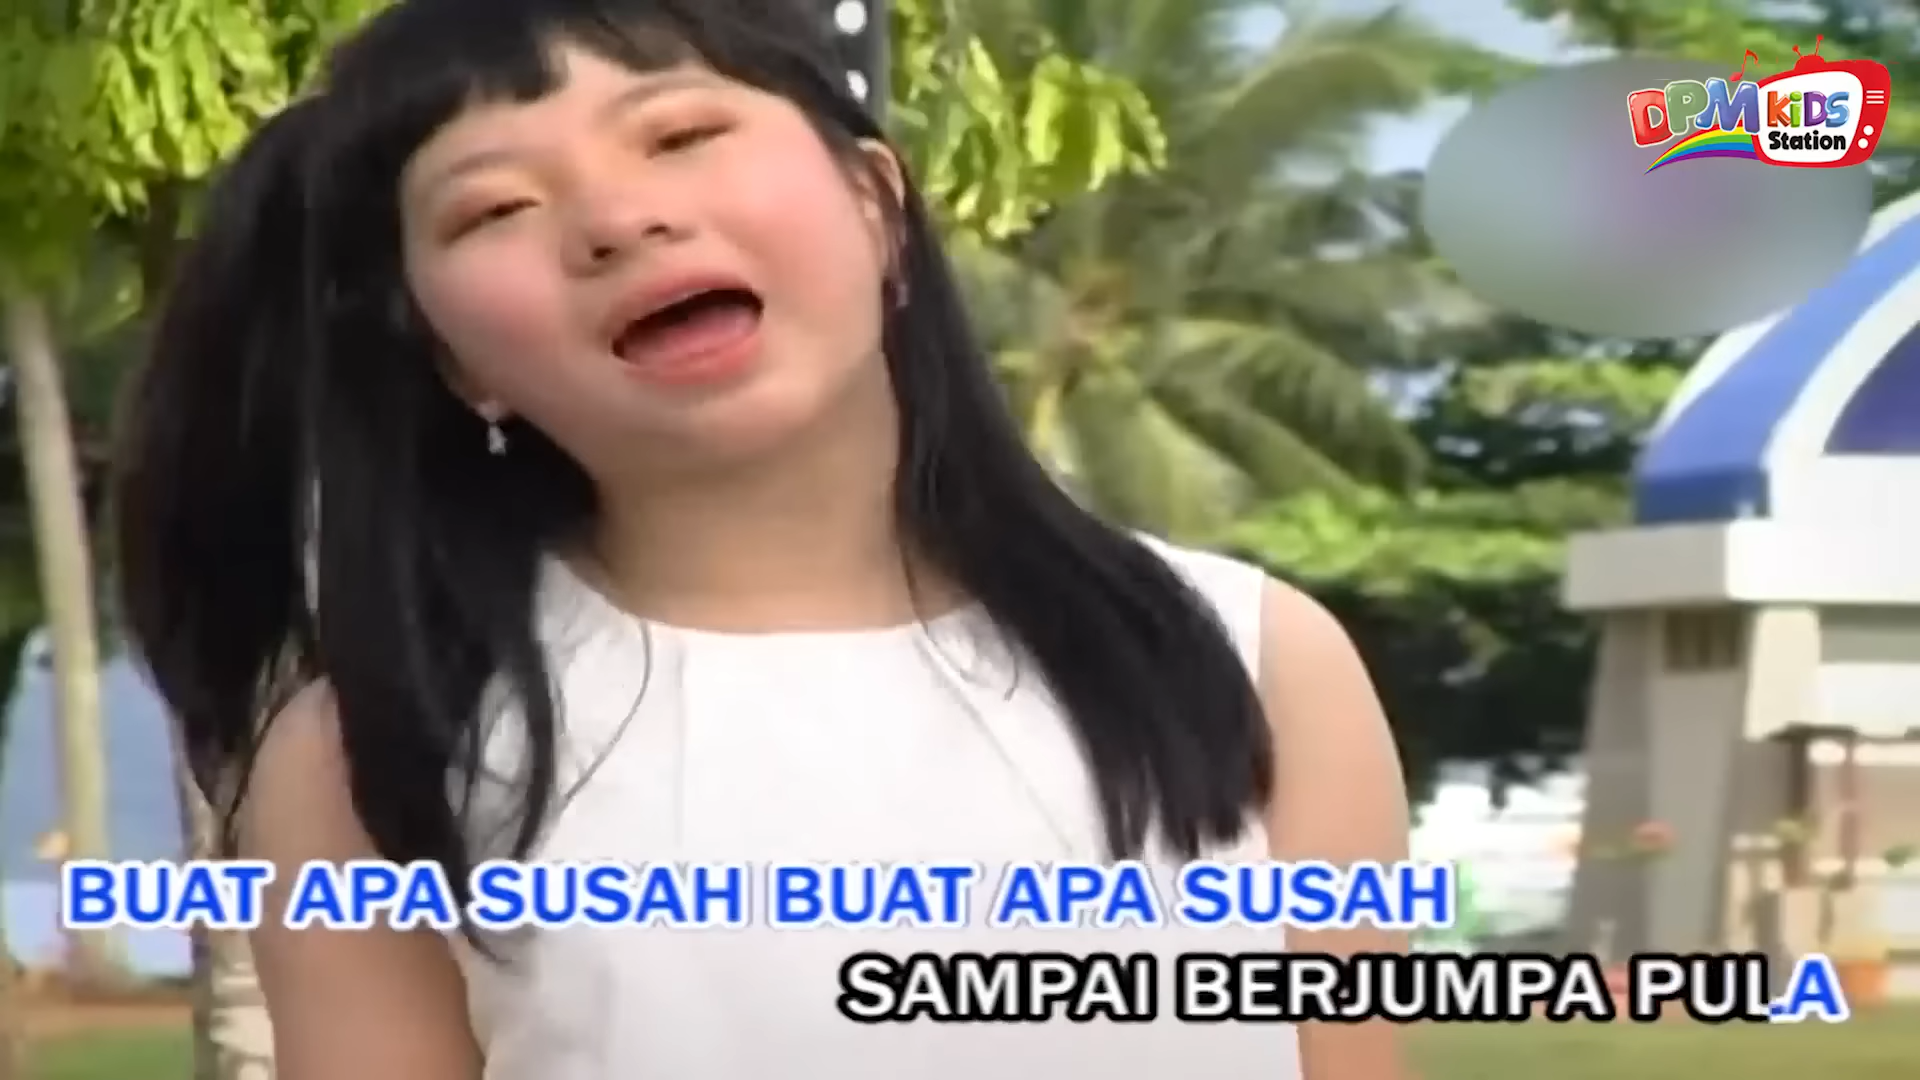 DPM KiDS
Station
BUAT APA SUSAH BUAT APA SUSAH
SAMPAI BERJUMPA PULA